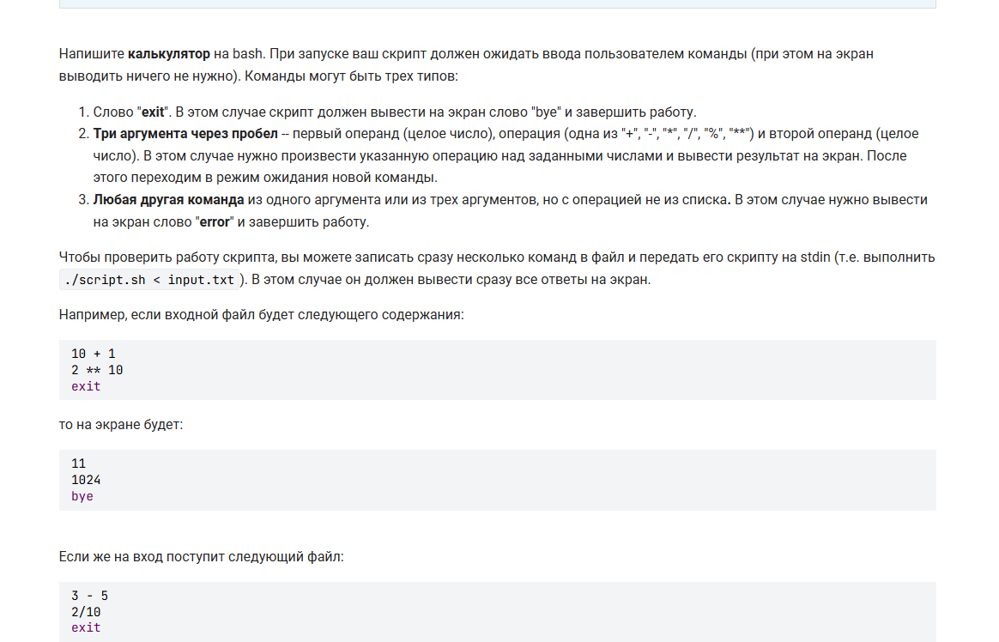 Напишите калькулятор на bash. При запуске ваш скрипт должен ожидать ввода пользователем команды (при этом на экран
выводить ничего не нужно). Команды могут быть трех типов:
1. Слово "exit". В этом случае скрипт должен вывести на экран слово "bye" и завершить работу.
2. Три аргумента через пробел -- первый операнд (целое число), операция (одна из "+", "-", "*", "/", "%", "**") и второй операнд (целое
число). В этом случае нужно произвести указанную операцию над заданными числами и вывести результат на экран. После
этого переходим в режим ожидания новой команды.
3. Любая другая команда из одного аргумента или из трех аргументов, но с операцией не из списка. В этом случае нужно вывести
на экран слово "error" и завершить работу.
Чтобы проверить работу скрипта, вы можете записать сразу несколько команд в файл и передать его скрипту на stdin (т.е. выполнить
./script.sh < input.txt). В этом случае он должен вывести сразу все ответы на экран.
Например, если входной файл будет следующего содержания:
10 + 1
2 ** 10
exit
то на экране будет:
11
1024
bye
Если же на вход поступит следующий файл:
3 - 5
2/10
exit